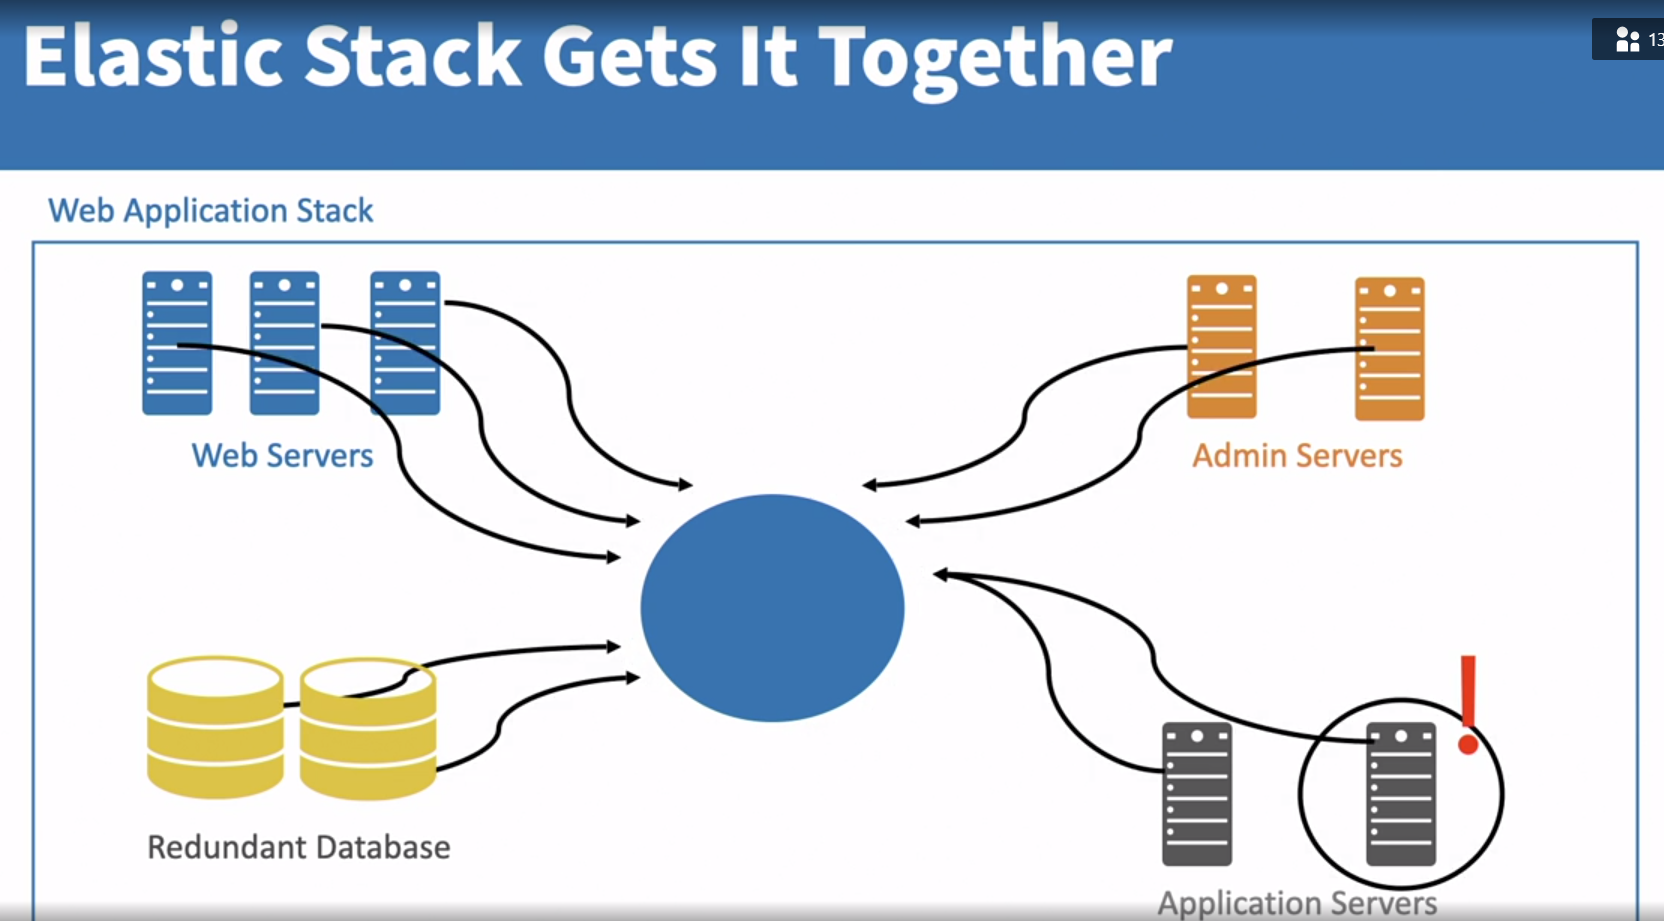 Elastic Stack Gets It Together
13
Web Application Stack
Web Servers
Admin Servers
Redundant Database
Application Servers